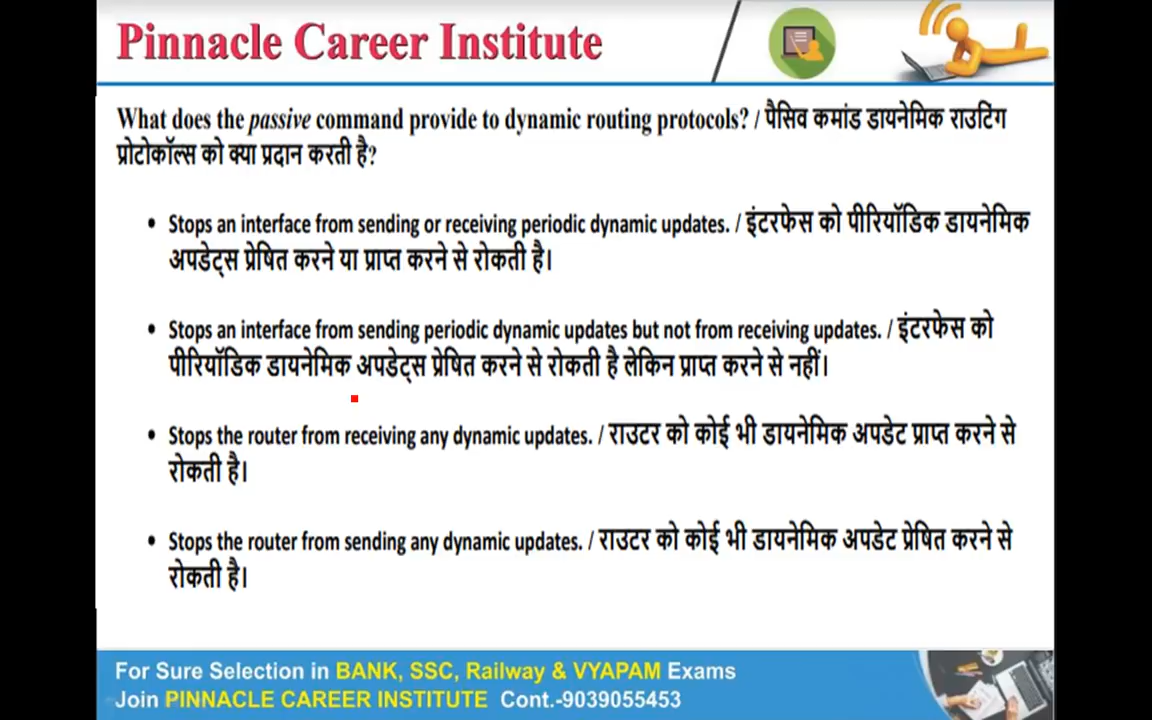 Pinnacle Career Institute
What does the passive command provide to dynamic routing protocols? / पैसिव कमांड डायनेमिक राउटिंग
प्रोटोकॉल्स को क्या प्रदान करती है?
• Stops an interface from sending or receiving periodic dynamic updates. / इंटरफेस को पीरियॉडिक डायनेमिक
अपडेट्स प्रेषित करने या प्राप्त करने से रोकती है।
• Stops an interface from sending periodic dynamic updates but not from receiving updates. / इंटरफेस को
पीरियॉडिक डायनेमिक अपडेट्स प्रेषित करने से रोकती है लेकिन प्राप्त करने से नहीं।
• Stops the router from receiving any dynamic updates. / राउटर को कोई भी डायनेमिक अपडेट प्राप्त करने से
रोकती है।
• Stops the router from sending any dynamic updates. / राउटर को कोई भी डायनेमिक अपडेट प्रेषित करने से
रोकती है।
For Sure Selection in BANK, SSC, Railway & VYAPAM Exams
Join PINNACLE CAREER INSTITUTE Cont.-9039055453